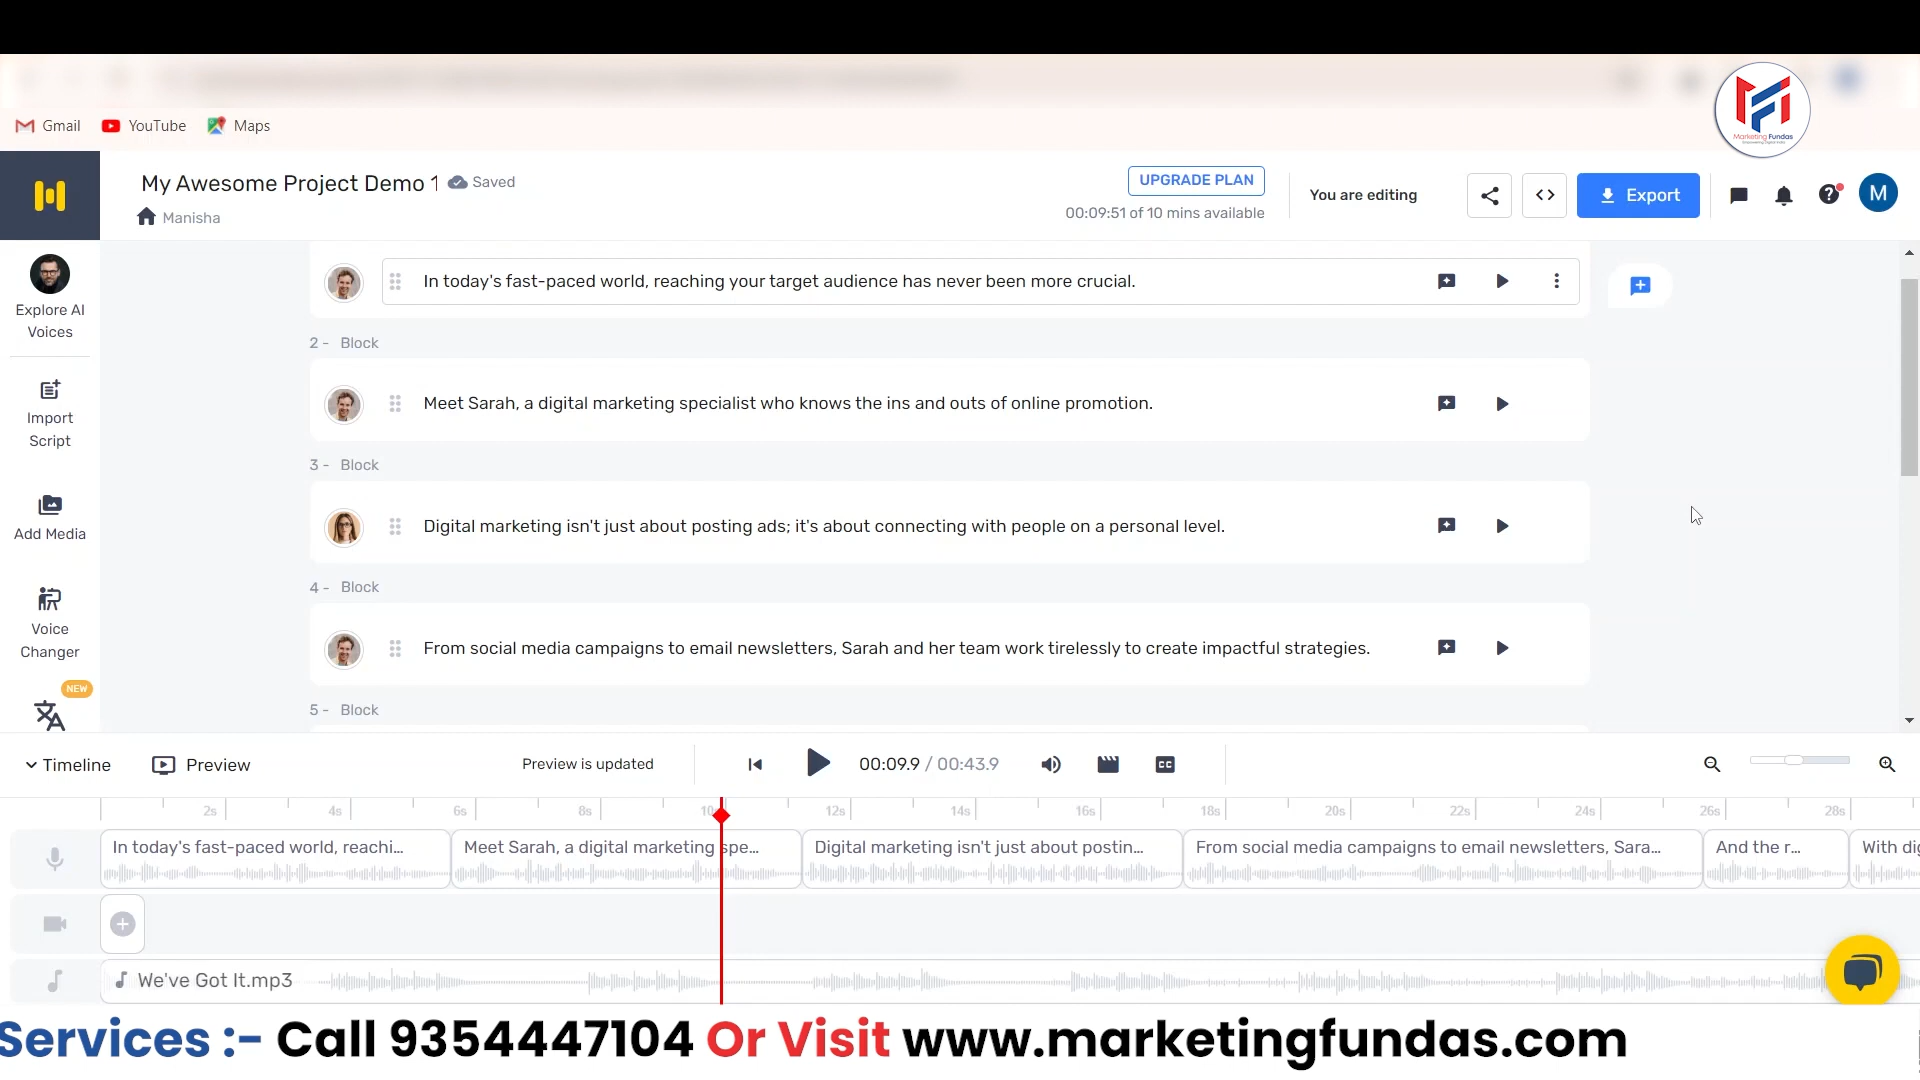 Gmail YouTube Maps
Marketing Fundas
My Awesome Project Demo 1 Saved
Manisha
UPGRADE PLAN
00:09:51 of 10 mins available
You are editing
Export
M
Explore AI
Voices
Import
Script
Add Media
Voice
Changer
NEW
In today's fast-paced world, reaching your target audience has never been more crucial.
2 - Block
Meet Sarah, a digital marketing specialist who knows the ins and outs of online promotion.
3 - Block
Digital marketing isn't just about posting ads; it's about connecting with people on a personal level.
4 - Block
From social media campaigns to email newsletters, Sarah and her team work tirelessly to create impactful strategies.
5 - Block
Timeline Preview Preview is updated 00:09.9 / 00:43.9 CC
2s 4s 6s 8s 10s 12s 14s 16s 18s 20s 22s 24s 26s 28s
In today's fast-paced world, reachi... Meet Sarah, a digital marketing spe... Digital marketing isn't just about postin... From social media campaigns to email newsletters, Sara... And the r... With dig
We've Got It.mp3
Services :- Call 9354447104 Or Visit www.marketingfundas.com